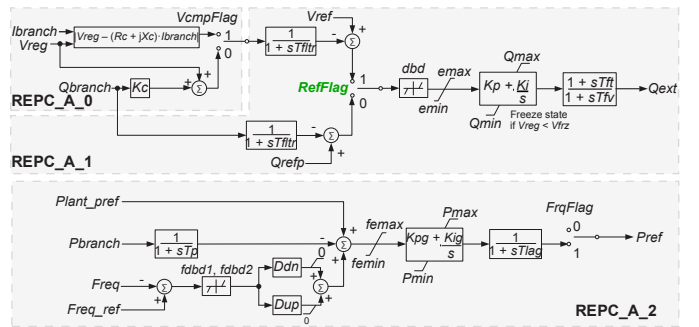 VcmpFlag
Ibranch
Vreg
|Vreg – (Rc + jXc)·Ibranch|
1
0
+
+
Σ
Qbranch
Kc
REPC_A_0
Vref
1
1 + sTfltr
-
+
Σ
RefFlag
1
0
dbd
emax
emin
Qmax
Kp + Ki
s
Qmin
Freeze state
if Vreg < Vfrz
1 + sTft
1 + sTfv
Qext
1
1 + sTfltr
-
Σ
+
Qrefp
REPC_A_1
Plant_pref
Pbranch
1
1 + sTp
-
+
Σ
+
femax
femin
Pmax
Kpg + Kig
s
Pmin
1
1 + sTlag
FrqFlag
0
1
Pref
Freq
-
Σ
+
Freq_ref
fdbd1, fdbd2
Ddn
0
+
Σ
+
Dup
0
REPC_A_2